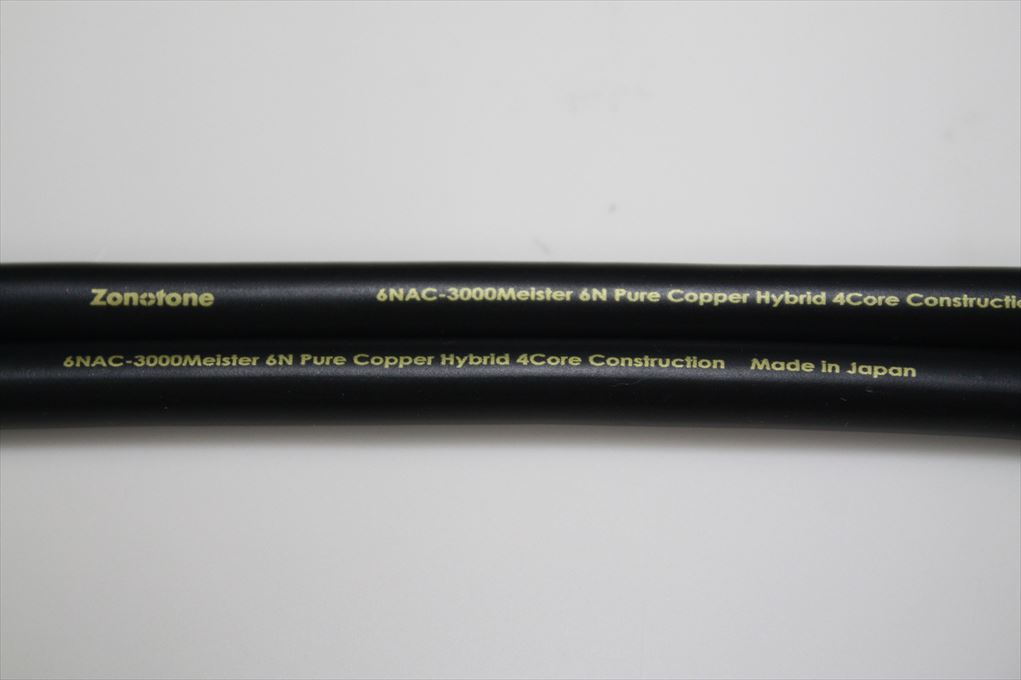 Zonotone 6NAC-3000Meister 6N Pure Copper Hybrid 4Core
6NAC-3000Meister 6N Pure Copper Hybrid 4Core Construction Made in Japan